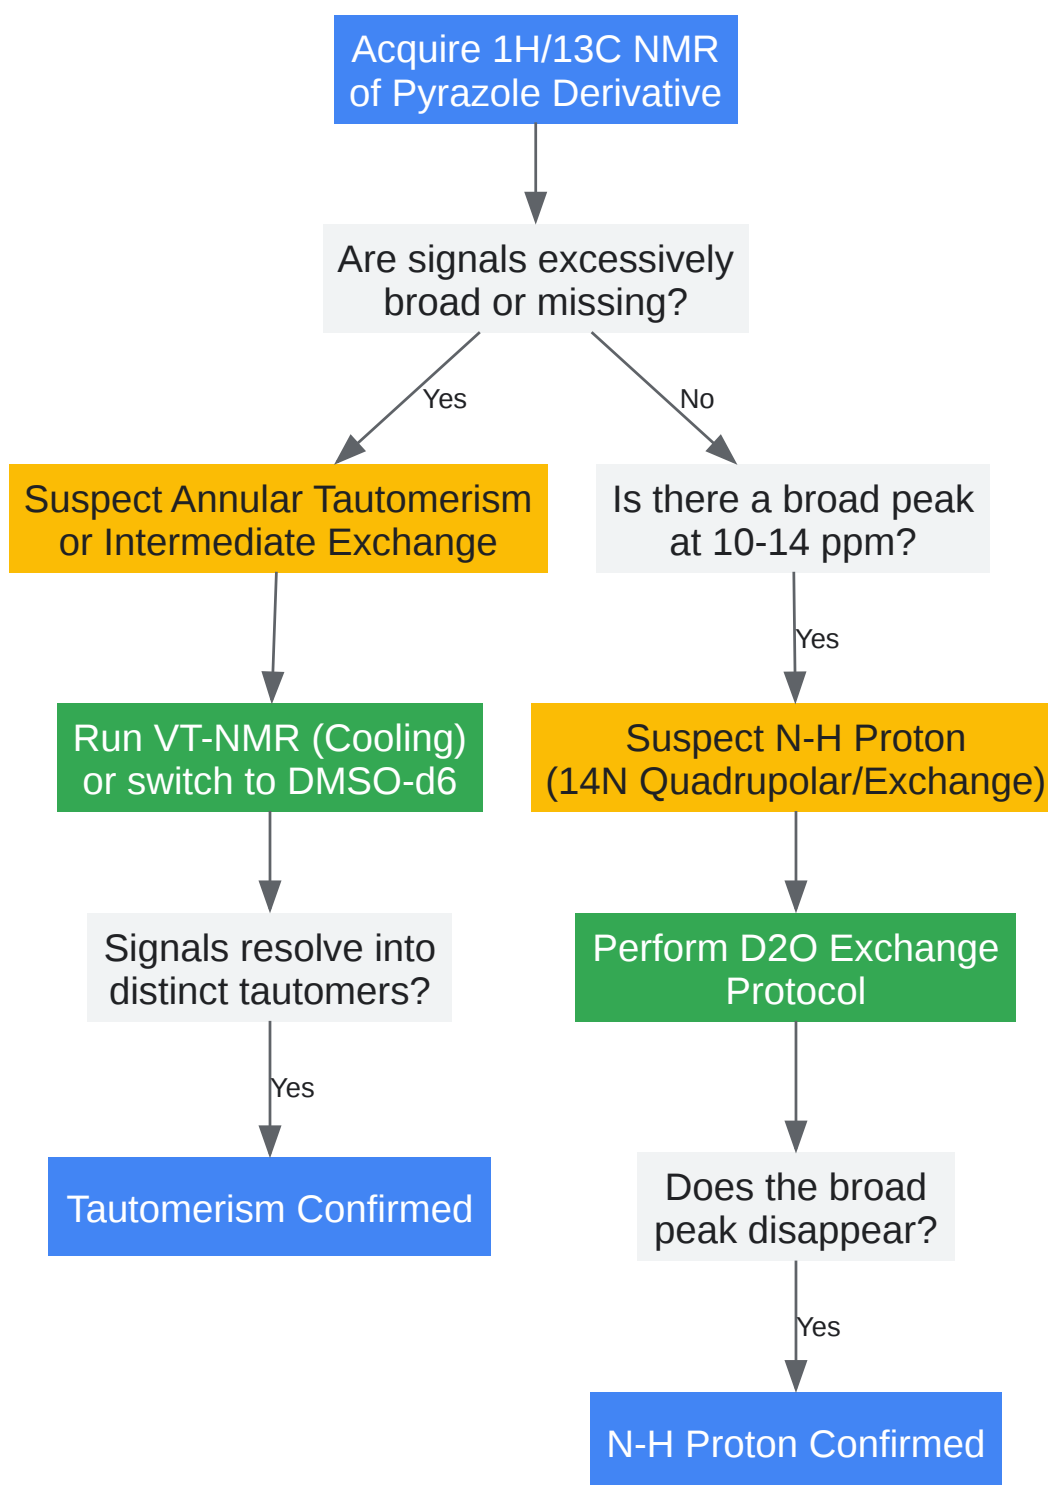 Acquire 1H/13C NMR
of Pyrazole Derivative
Are signals excessively
broad or missing?
Yes
No
Suspect Annular Tautomerism
or Intermediate Exchange
Is there a broad peak
at 10-14 ppm?
Yes
Run VT-NMR (Cooling)
or switch to DMSO-d6
Suspect N-H Proton
(14N Quadrupolar/Exchange)
Signals resolve into
distinct tautomers?
Perform D2O Exchange
Protocol
Yes
Tautomerism Confirmed
Does the broad
peak disappear?
Yes
N-H Proton Confirmed